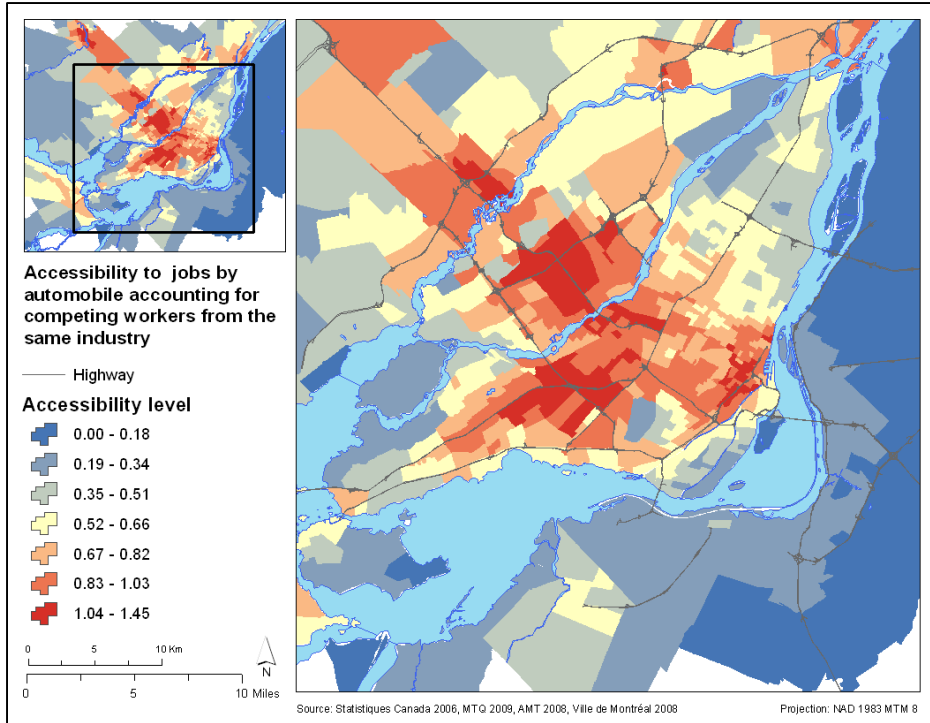 Accessibility to jobs by
automobile accounting for
competing workers from the
same industry
Highway
Accessibility level
0.00 - 0.18
0.19 - 0.34
0.35 - 0.51
0.52 - 0.66
0.67 - 0.82
0.83 - 1.03
1.04 - 1.45
0 5 10 Km
N
0 5 10 Miles
Source: Statistiques Canada 2006, MTQ 2009, AMT 2008, Ville de Montréal 2008
Projection: NAD 1983 MTM 8